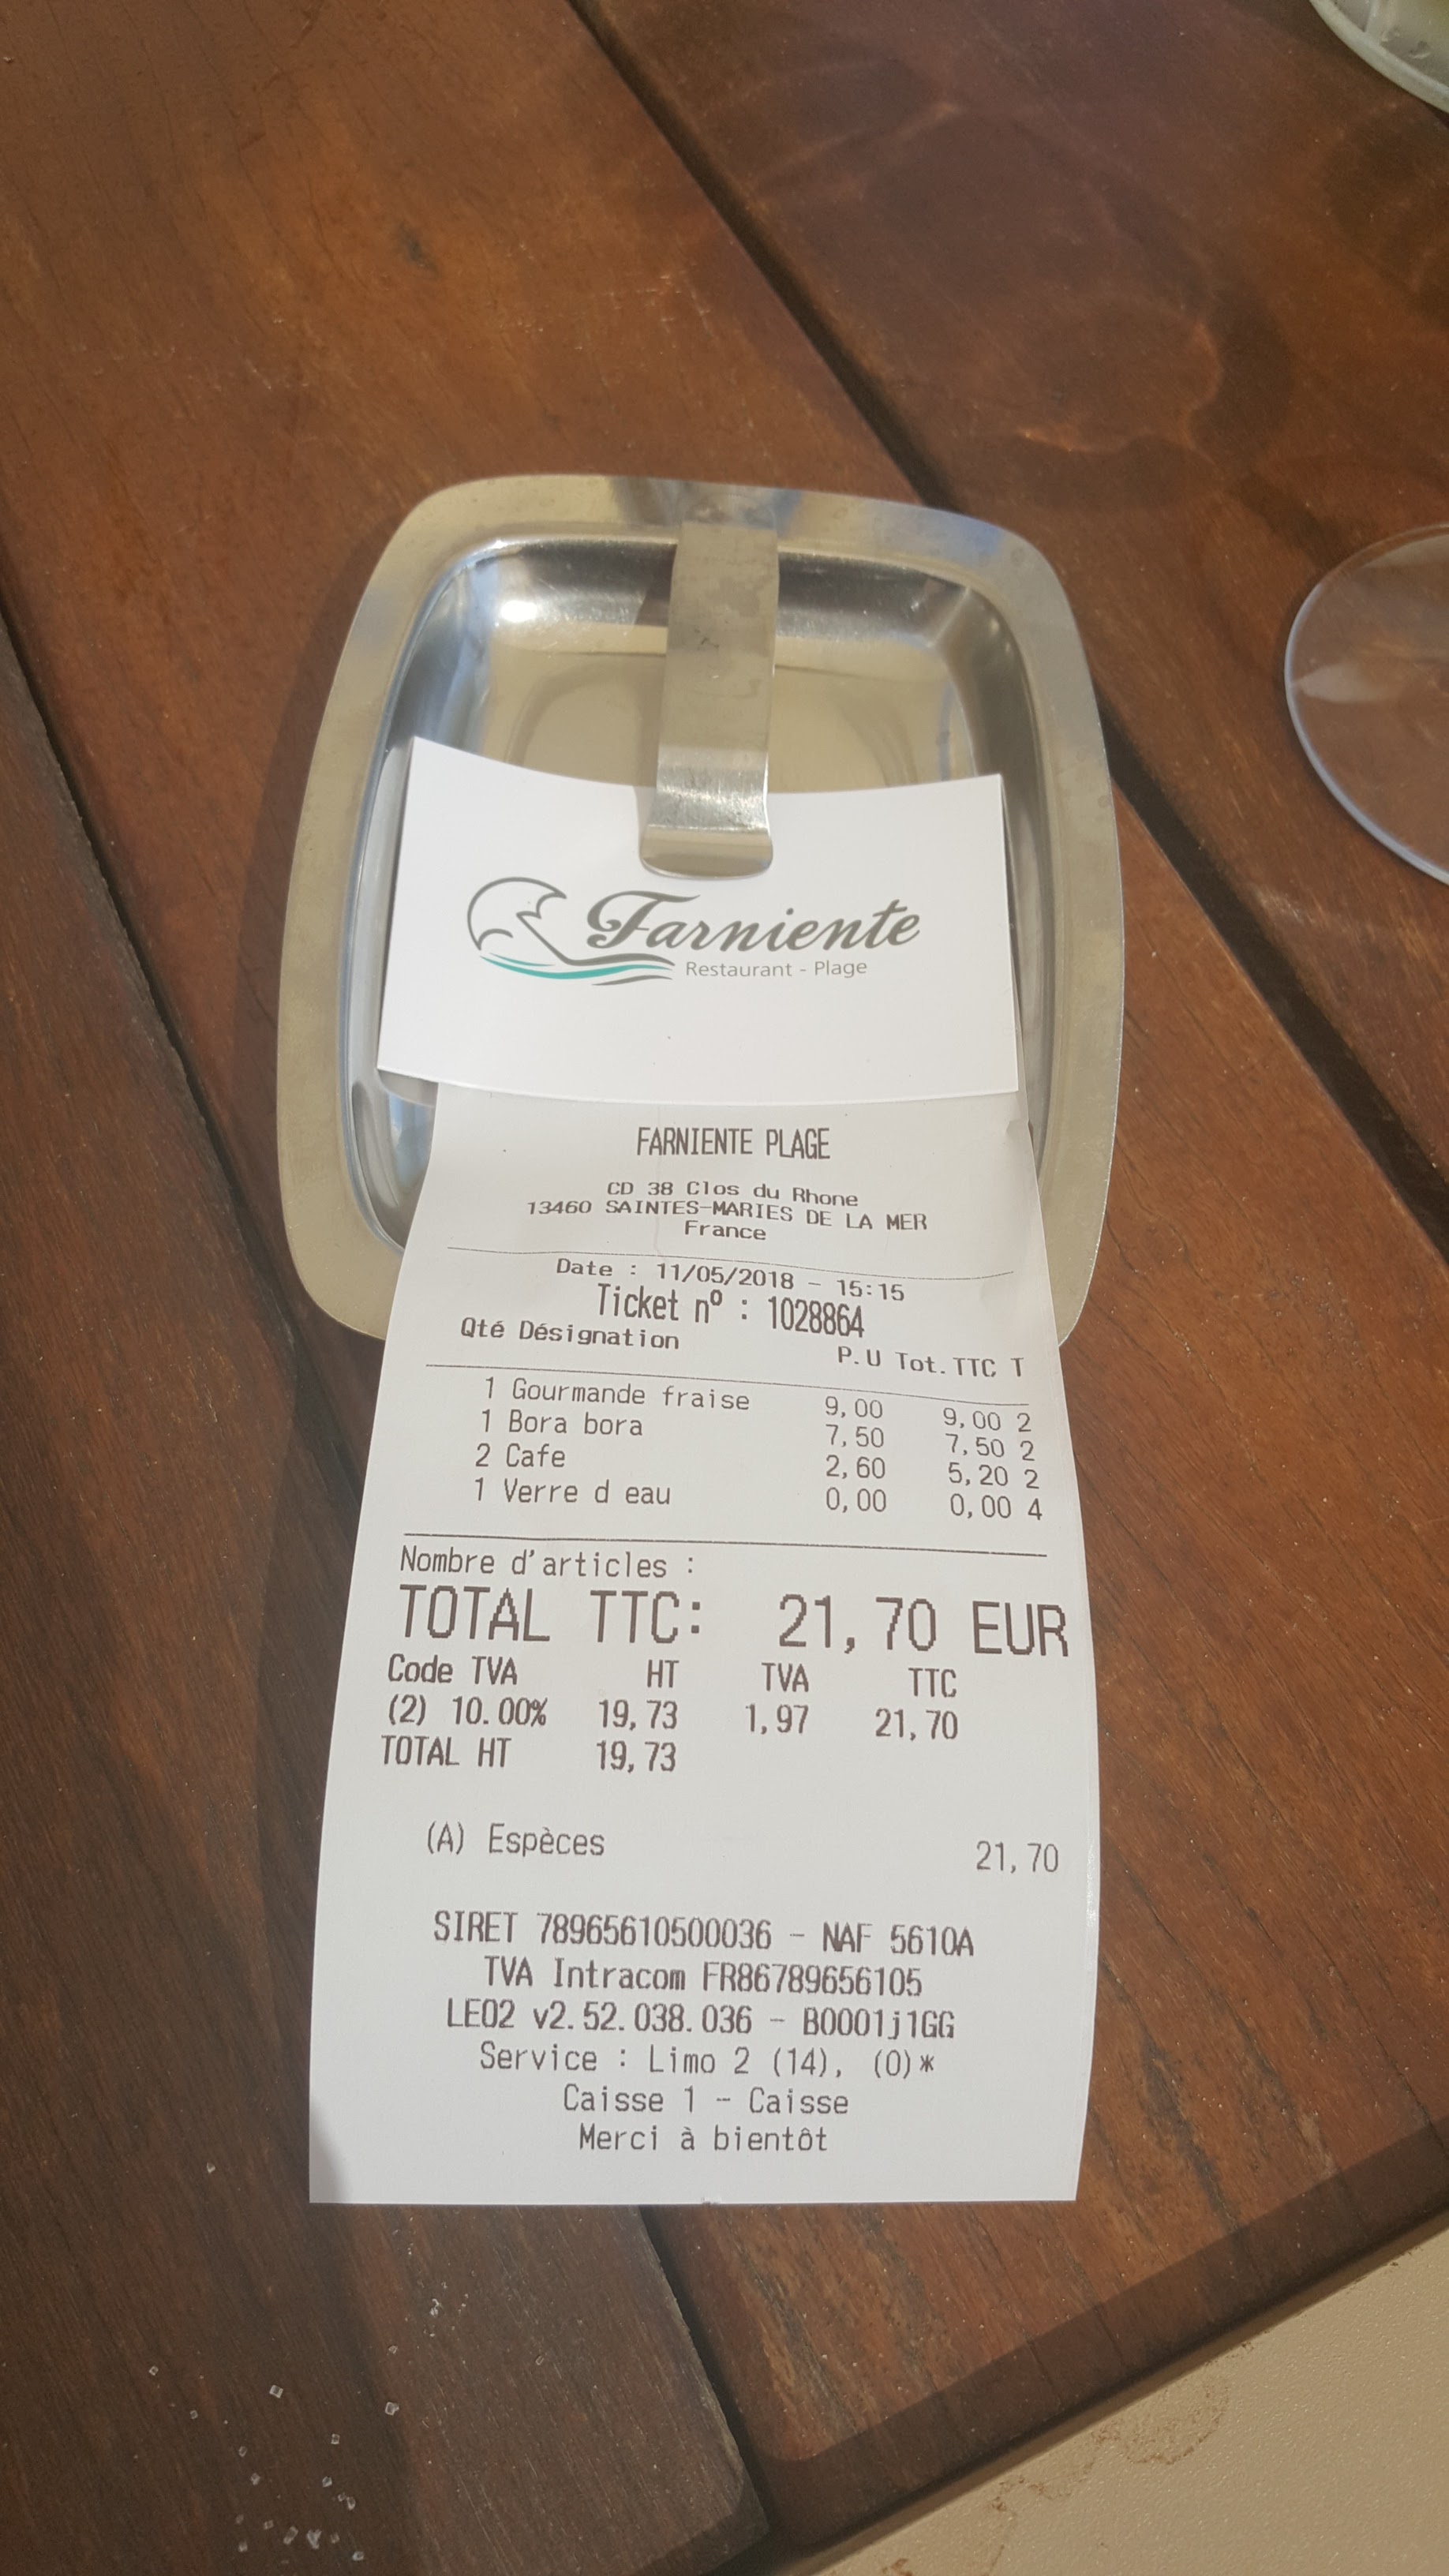 Farniente
Restaurant - Plage
FARNIENTE PLAGE
CD 38 Clos du Rhone
13460 SAINTES-MARIES DE LA MER
France
Date : 11/05/2018 - 15:15
Ticket nº : 1028864
Qté Désignation P.U Tot.TTC T
1 Gourmande fraise 9,00 9,00 2
1 Bora bora 7,50 7,50 2
2 Cafe 2,60 5,20 2
1 Verre d eau 0,00 0,00 4
Nombre d'articles :
TOTAL TTC: 21,70 EUR
Code TVA HT TVA TTC
(2) 10.00% 19,73 1,97 21,70
TOTAL HT 19,73
(A) Espèces 21,70
SIRET 78965610500036 - NAF 5610A
TVA Intracom FR86789656105
LEO2 v2.52.038.036 - B0001j1GG
Service : Limo 2 (14), (0)*
Caisse 1 - Caisse
Merci à bientôt